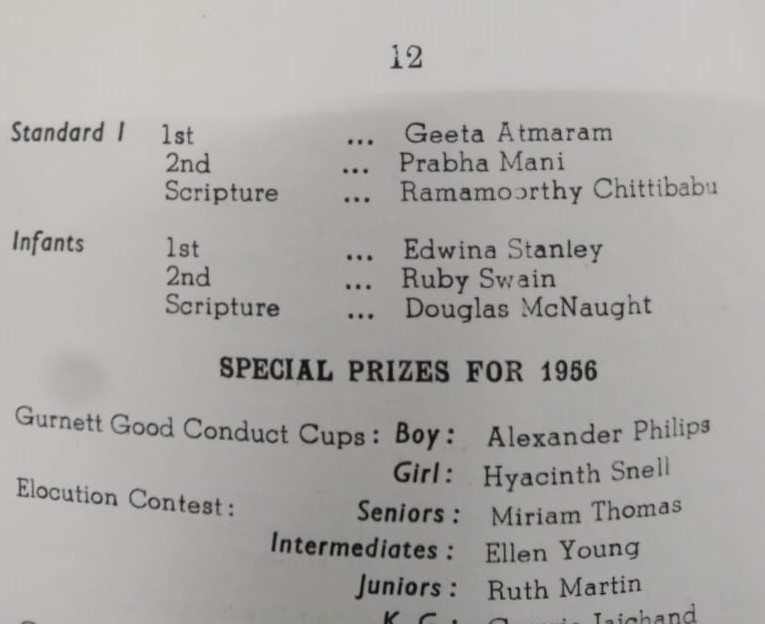 12
Standard I 1st ... Geeta Atmaram
2nd ... Prabha Mani
Scripture ... Ramamoorthy Chittibabu
Infants 1st ... Edwina Stanley
2nd ... Ruby Swain
Scripture ... Douglas McNaught
SPECIAL PRIZES FOR 1956
Gurnett Good Conduct Cups : Boy : Alexander Philips
Girl : Hyacinth Snell
Elocution Contest : Seniors : Miriam Thomas
Intermediates : Ellen Young
Juniors : Ruth Martin
K. G. : Jaichand